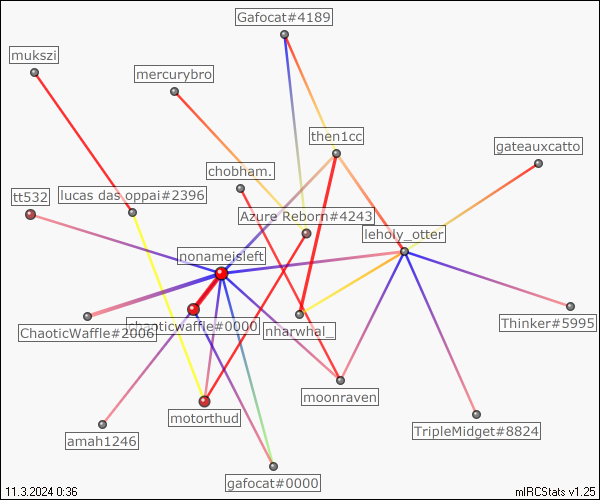 Gafocat#4189
mukszi
mercurybro
then1cc
gateauxcatto
chobham.
tt532
lucas das oppai#2396
Azure Reborn#4243
leholy_otter
nonameisleft
ChaoticWaffle#2006
chaoticwaffle#0000
nharwhal_
Thinker#5995
moonraven
motorthud
TripleMidget#8824
amah1246
gafocat#0000
11.3.2024 0:36
mIRCStats v1.25